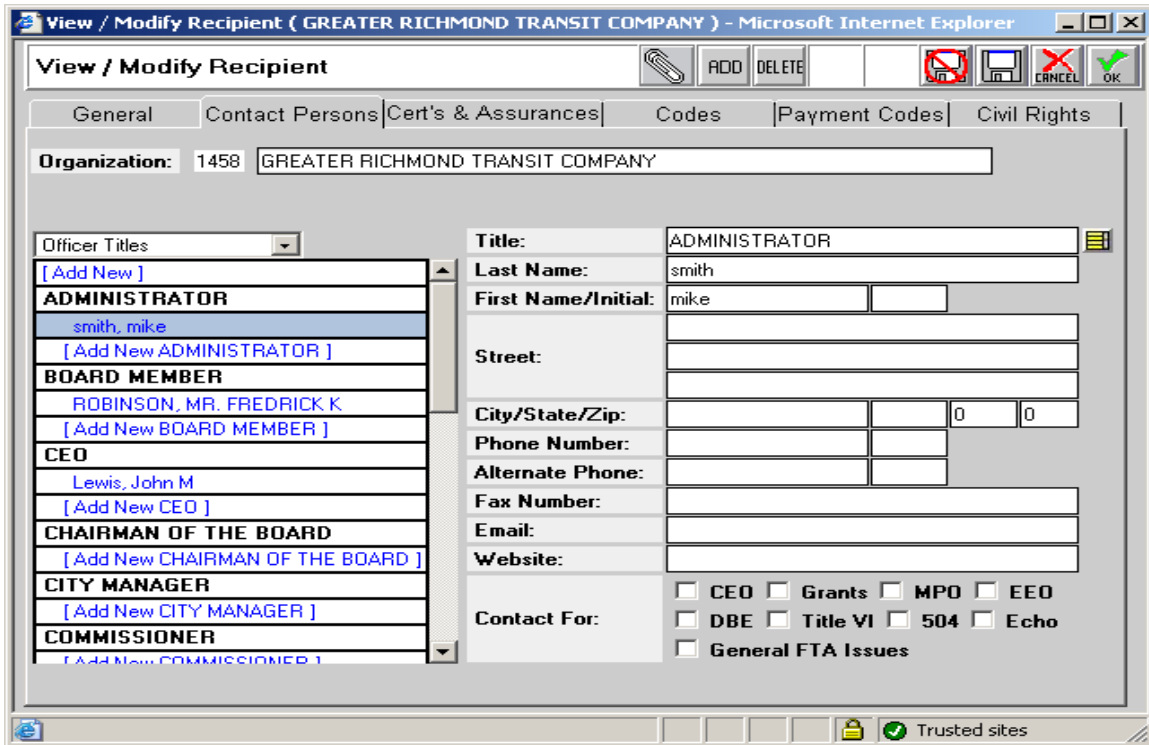 View / Modify Recipient ( GREATER RICHMOND TRANSIT COMPANY ) - Microsoft Internet Explorer
View / Modify Recipient
ADD DELETE CANCEL OK
General Contact Persons Cert's & Assurances Codes Payment Codes Civil Rights
Organization: 1458 GREATER RICHMOND TRANSIT COMPANY
Officer Titles
[ Add New ]
ADMINISTRATOR
smith, mike
[ Add New ADMINISTRATOR ]
BOARD MEMBER
ROBINSON, MR. FREDRICK K
[ Add New BOARD MEMBER ]
CEO
Lewis, John M
[ Add New CEO ]
CHAIRMAN OF THE BOARD
[ Add New CHAIRMAN OF THE BOARD ]
CITY MANAGER
[ Add New CITY MANAGER ]
COMMISSIONER
[ Add New COMMISSIONER ]
Title: ADMINISTRATOR
Last Name: smith
First Name/Initial: mike
Street:
City/State/Zip: 0 0
Phone Number:
Alternate Phone:
Fax Number:
Email:
Website:
Contact For:
CEO Grants MPO EEO
DBE Title VI 504 Echo
General FTA Issues
Trusted sites